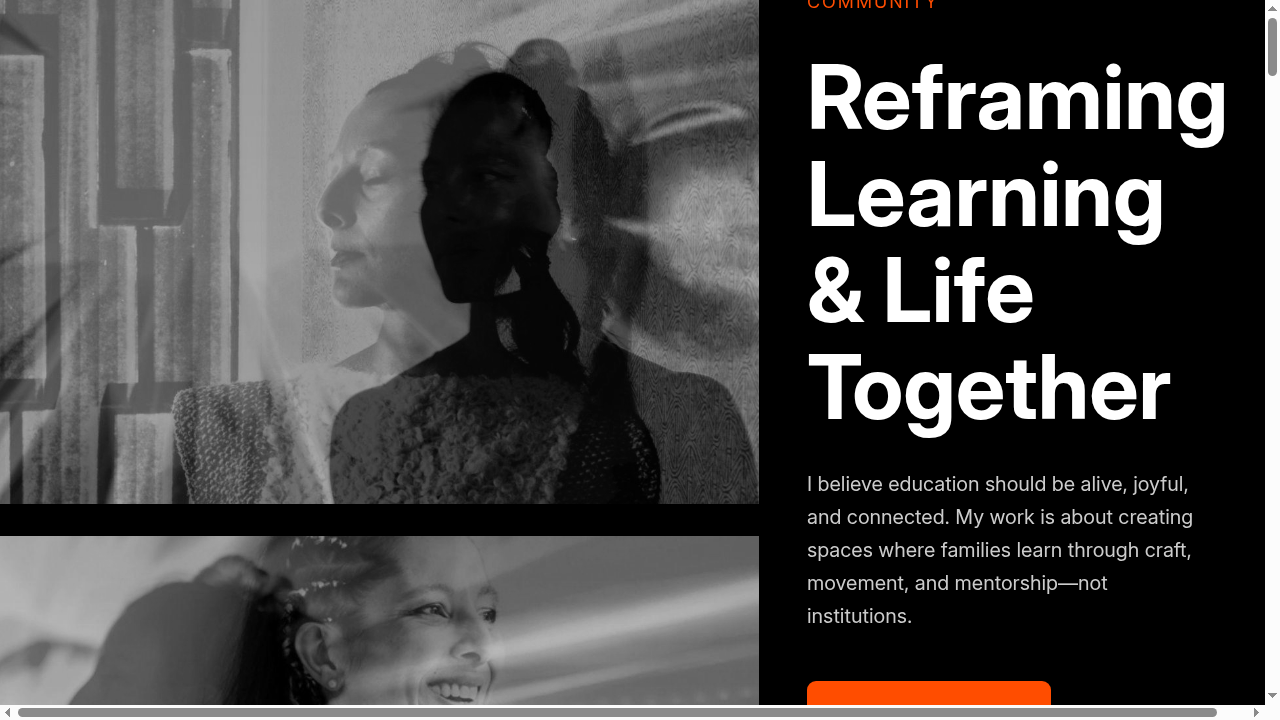 COMMUNITY
Reframing
Learning
& Life
Together
I believe education should be alive, joyful,
and connected. My work is about creating
spaces where families learn through craft,
movement, and mentorship—not
institutions.